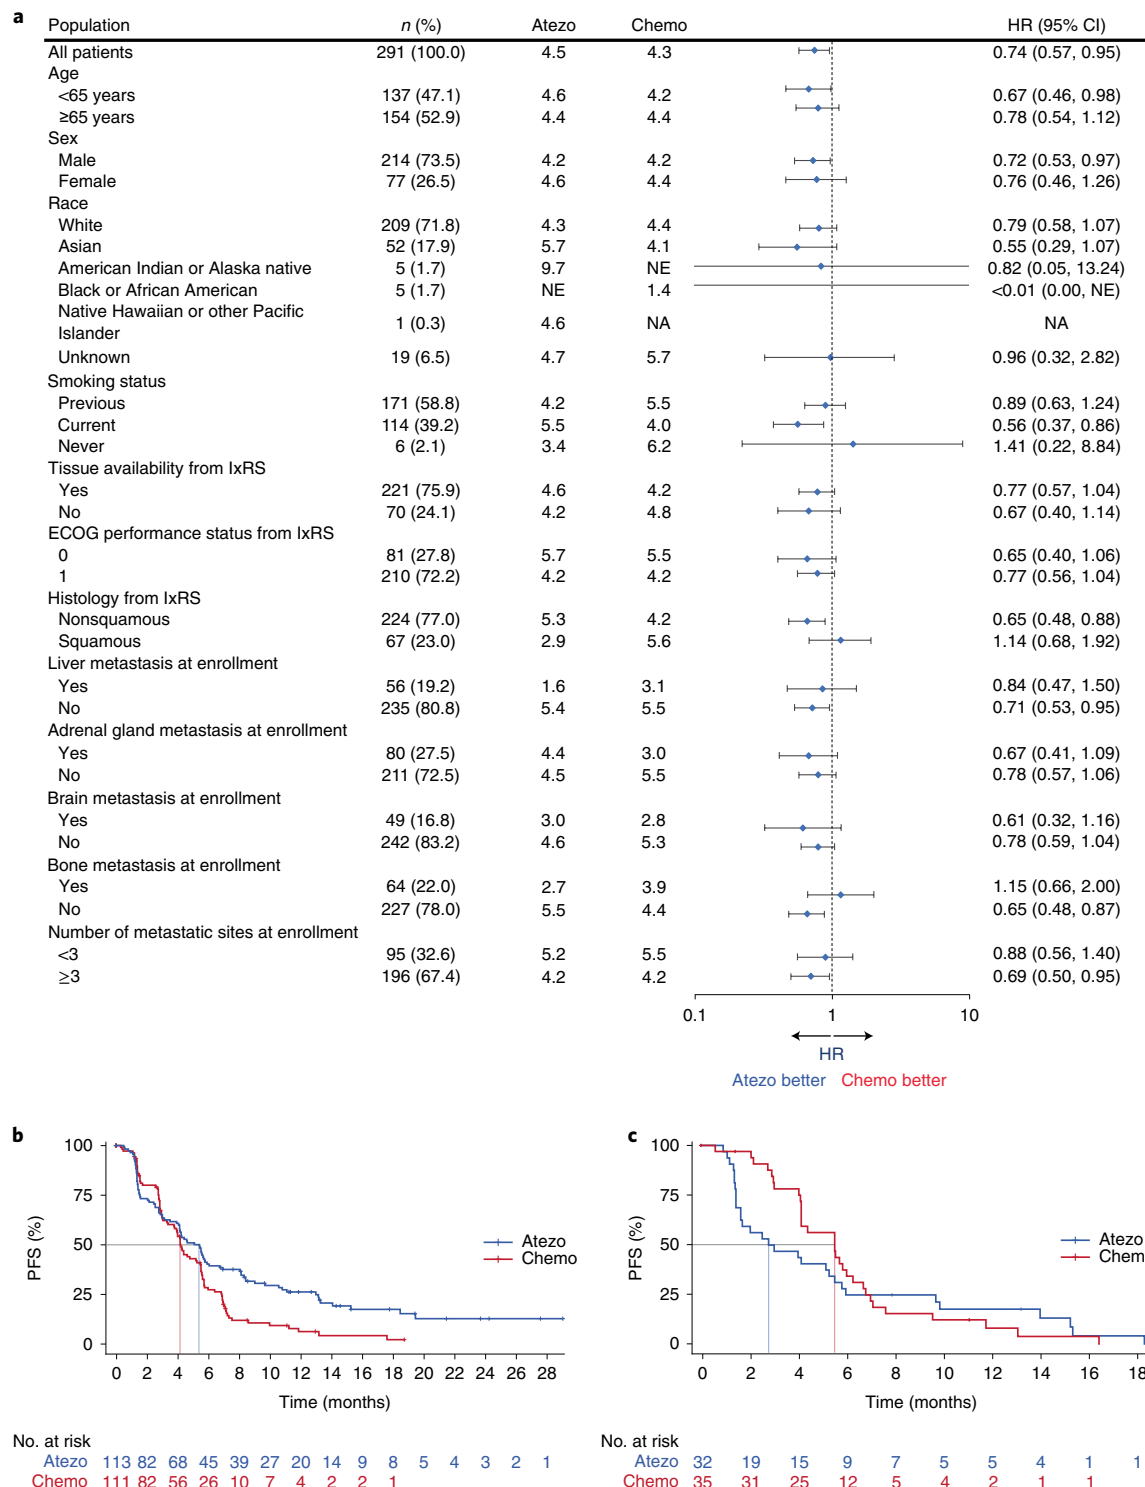 a
Population n (%) Atezo Chemo HR (95% CI)
All patients 291 (100.0) 4.5 4.3 0.74 (0.57, 0.95)
Age
<65 years 137 (47.1) 4.6 4.2 0.67 (0.46, 0.98)
≥65 years 154 (52.9) 4.4 4.4 0.78 (0.54, 1.12)
Sex
Male 214 (73.5) 4.2 4.2 0.72 (0.53, 0.97)
Female 77 (26.5) 4.6 4.4 0.76 (0.46, 1.26)
Race
White 209 (71.8) 4.3 4.4 0.79 (0.58, 1.07)
Asian 52 (17.9) 5.7 4.1 0.55 (0.29, 1.07)
American Indian or Alaska native 5 (1.7) 9.7 NE 0.82 (0.05, 13.24)
Black or African American 5 (1.7) NE 1.4 <0.01 (0.00, NE)
Native Hawaiian or other Pacific
Islander 1 (0.3) 4.6 NA NA
Unknown 19 (6.5) 4.7 5.7 0.96 (0.32, 2.82)
Smoking status
Previous 171 (58.8) 4.2 5.5 0.89 (0.63, 1.24)
Current 114 (39.2) 5.5 4.0 0.56 (0.37, 0.86)
Never 6 (2.1) 3.4 6.2 1.41 (0.22, 8.84)
Tissue availability from IxRS
Yes 221 (75.9) 4.6 4.2 0.77 (0.57, 1.04)
No 70 (24.1) 4.2 4.8 0.67 (0.40, 1.14)
ECOG performance status from IxRS
0 81 (27.8) 5.7 5.5 0.65 (0.40, 1.06)
1 210 (72.2) 4.2 4.2 0.77 (0.56, 1.04)
Histology from IxRS
Nonsquamous 224 (77.0) 5.3 4.2 0.65 (0.48, 0.88)
Squamous 67 (23.0) 2.9 5.6 1.14 (0.68, 1.92)
Liver metastasis at enrollment
Yes 56 (19.2) 1.6 3.1 0.84 (0.47, 1.50)
No 235 (80.8) 5.4 5.5 0.71 (0.53, 0.95)
Adrenal gland metastasis at enrollment
Yes 80 (27.5) 4.4 3.0 0.67 (0.41, 1.09)
No 211 (72.5) 4.5 5.5 0.78 (0.57, 1.06)
Brain metastasis at enrollment
Yes 49 (16.8) 3.0 2.8 0.61 (0.32, 1.16)
No 242 (83.2) 4.6 5.3 0.78 (0.59, 1.04)
Bone metastasis at enrollment
Yes 64 (22.0) 2.7 3.9 1.15 (0.66, 2.00)
No 227 (78.0) 5.5 4.4 0.65 (0.48, 0.87)
Number of metastatic sites at enrollment
<3 95 (32.6) 5.2 5.5 0.88 (0.56, 1.40)
≥3 196 (67.4) 4.2 4.2 0.69 (0.50, 0.95)
0.1 1 10
HR
Atezo better Chemo better
b
100
75
50
25
0
PFS (%)
Atezo
Chemo
0 2 4 6 8 10 12 14 16 18 20 22 24 26 28
Time (months)
No. at risk
Atezo 113 82 68 45 39 27 20 14 9 8 5 4 3 2 1
Chemo 111 82 56 26 10 7 4 2 2 1
c
100
75
50
25
0
PFS (%)
Atezo
Chem
0 2 4 6 8 10 12 14 16 18
Time (months)
No. at risk
Atezo 32 19 15 9 7 5 5 4 1 1
Chemo 35 31 25 12 5 4 2 1 1